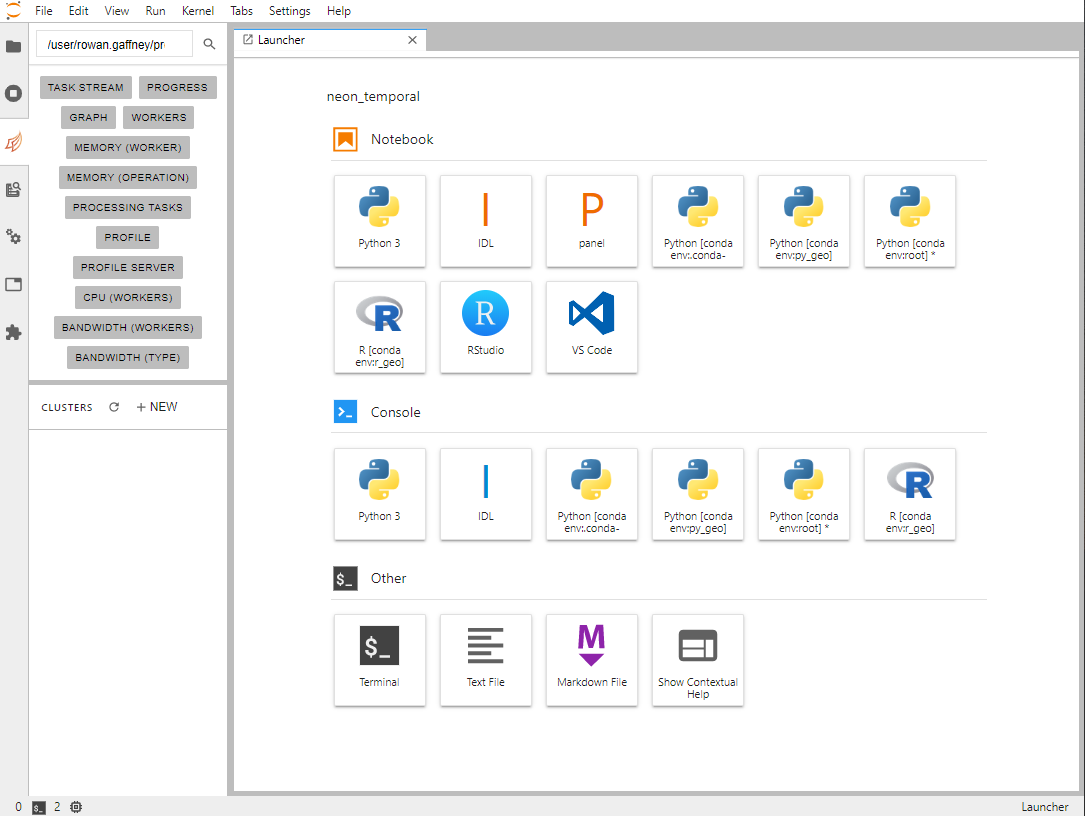 File Edit View Run Kernel Tabs Settings Help
/user/rowan.gaffney/pr
Launcher
TASK STREAM PROGRESS
GRAPH WORKERS
MEMORY (WORKER)
MEMORY (OPERATION)
PROCESSING TASKS
PROFILE
PROFILE SERVER
CPU (WORKERS)
BANDWIDTH (WORKERS)
BANDWIDTH (TYPE)
CLUSTERS + NEW
neon_temporal
Notebook
I P
Python 3 IDL panel Python [conda Python [conda Python [conda
env:.conda- env:py_geo] env:root] *
R R
R [conda RStudio VS Code
env:r_geo]
>_ Console
I R
Python 3 IDL Python [conda Python [conda Python [conda R [conda
env:.conda- env:py_geo] env:root] * env:r_geo]
$_ Other
$_ M
Terminal Text File Markdown File Show Contextual
Help
0 $_ 2 Launcher